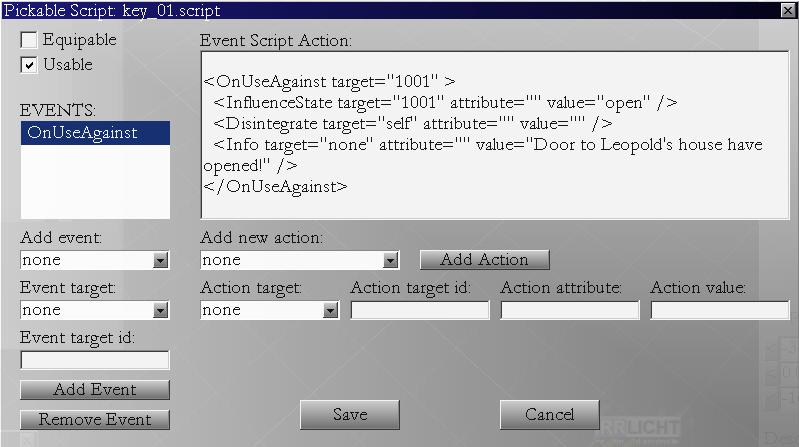 Pickable Script: key_01.script
Equipable
Usable
EVENTS:
OnUseAgainst
Event Script Action:
<OnUseAgainst target="1001" >
<InfluenceState target="1001" attribute="" value="open" />
<Disintegrate target="self" attribute="" value="" />
<Info target="none" attribute="" value="Door to Leopold's house have
opened!" />
</OnUseAgainst>
Add event:
none
Add new action:
none
Add Action
Event target:
none
Action target:
none
Action target id:
Action attribute:
Action value:
Event target id:
Add Event
Remove Event
Save
Cancel
RRLICHT